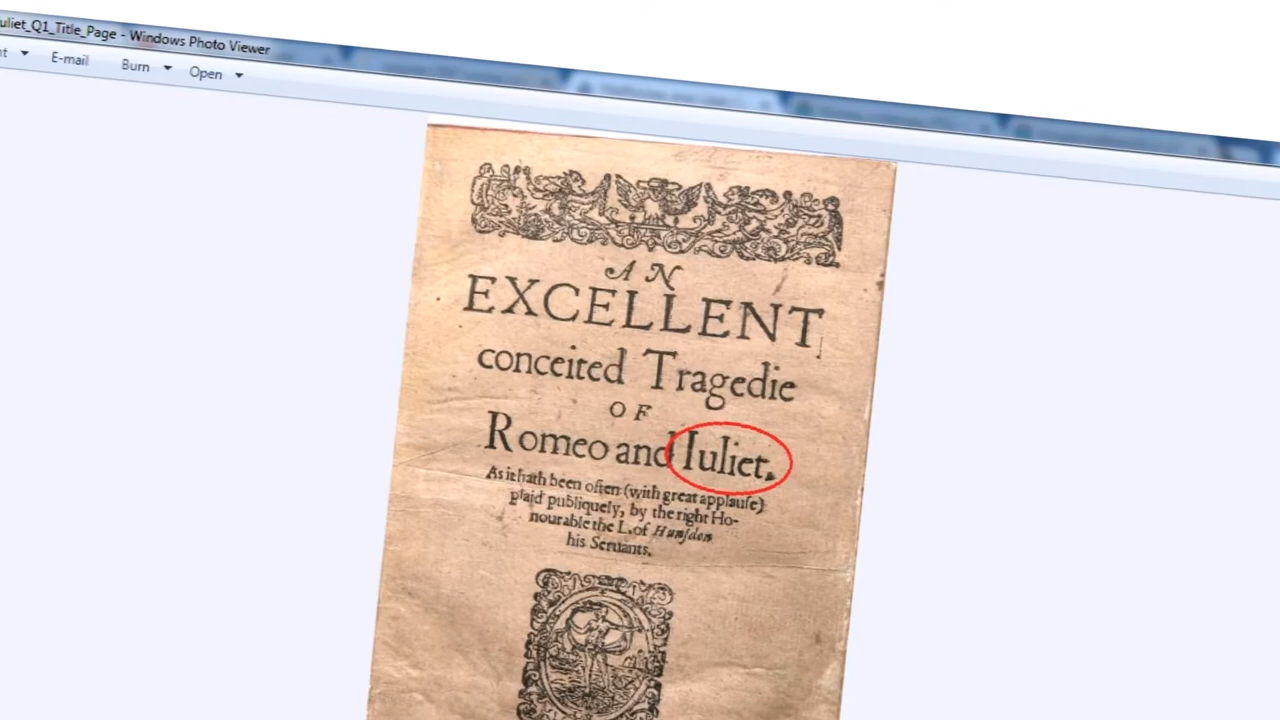 uliet_Q1_Title_Page - Windows Photo Viewer
nt E-mail Burn Open
AN
EXCELLENT
conceited Tragedie
OF
Romeo and Iuliet.
As it hath been often (with great applauſe)
plaid publiquely, by the right Ho-
nourable the L. of Hunſdon
his Seruants.